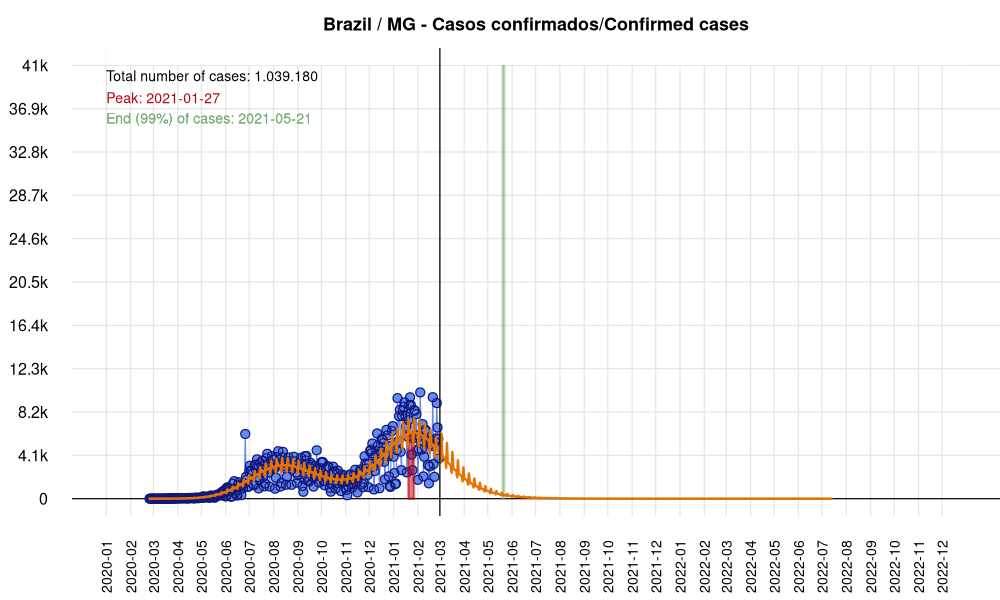 Brazil / MG - Casos confirmados/Confirmed cases
41k
Total number of cases: 1.039.180
Peak: 2021-01-27
End (99%) of cases: 2021-05-21
36.9k
32.8k
28.7k
24.6k
20.5k
16.4k
12.3k
8.2k
4.1k
0
2020-01
2020-02
2020-03
2020-04
2020-05
2020-06
2020-07
2020-08
2020-09
2020-10
2020-11
2020-12
2021-01
2021-02
2021-03
2021-04
2021-05
2021-06
2021-07
2021-08
2021-09
2021-10
2021-11
2021-12
2022-01
2022-02
2022-03
2022-04
2022-05
2022-06
2022-07
2022-08
2022-09
2022-10
2022-11
2022-12